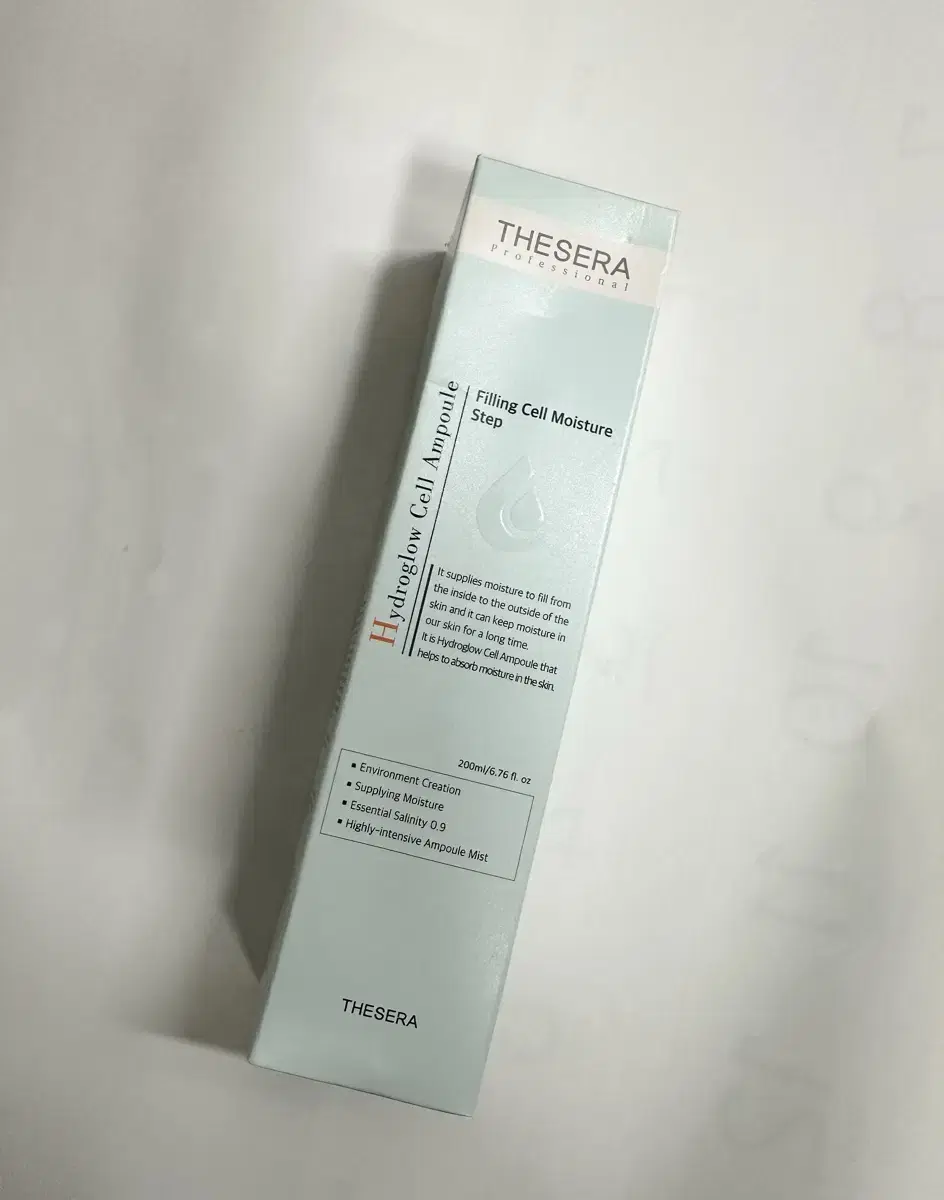 THESERA
Professional
Hydroglow Cell Ampoule
Filling Cell Moisture
Step
It supplies moisture to fill from
the inside to the outside of the
skin and it can keep moisture in
our skin for a long time.
It is Hydroglow Cell Ampoule that
helps to absorb moisture in the skin.
200ml/6.76 fl. oz
▪ Environment Creation
▪ Supplying Moisture
▪ Essential Salinity 0.9
▪ Highly-intensive Ampoule Mist
THESERA